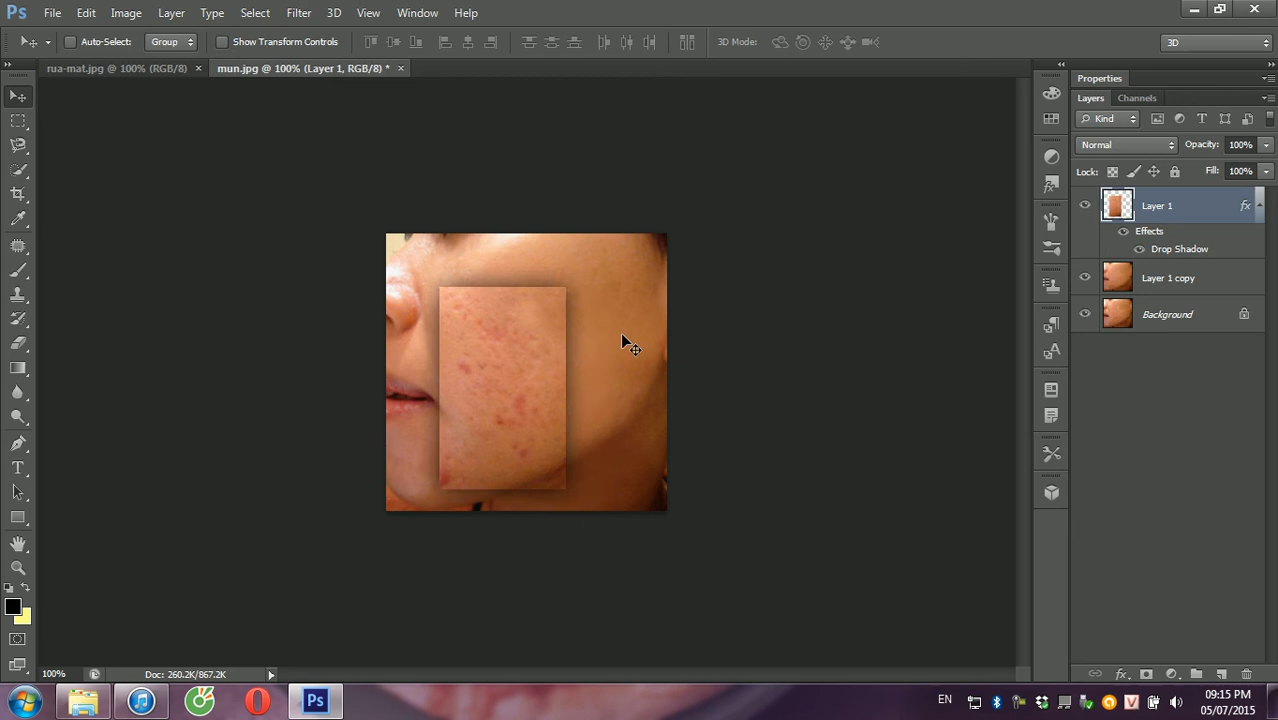 Ps File Edit Image Layer Type Select Filter 3D View Window Help
Auto-Select: Group Show Transform Controls 3D Mode: 3D
rua-mat.jpg @ 100% (RGB/8) × mun.jpg @ 100% (Layer 1, RGB/8) * ×
Properties
Layers Channels
Kind
Normal Opacity: 100%
Lock: Fill: 100%
Layer 1 fx
Effects
Drop Shadow
Layer 1 copy
Background
T
100% Doc: 260.2K/867.2K
Ps EN V 09:15 PM
05/07/2015